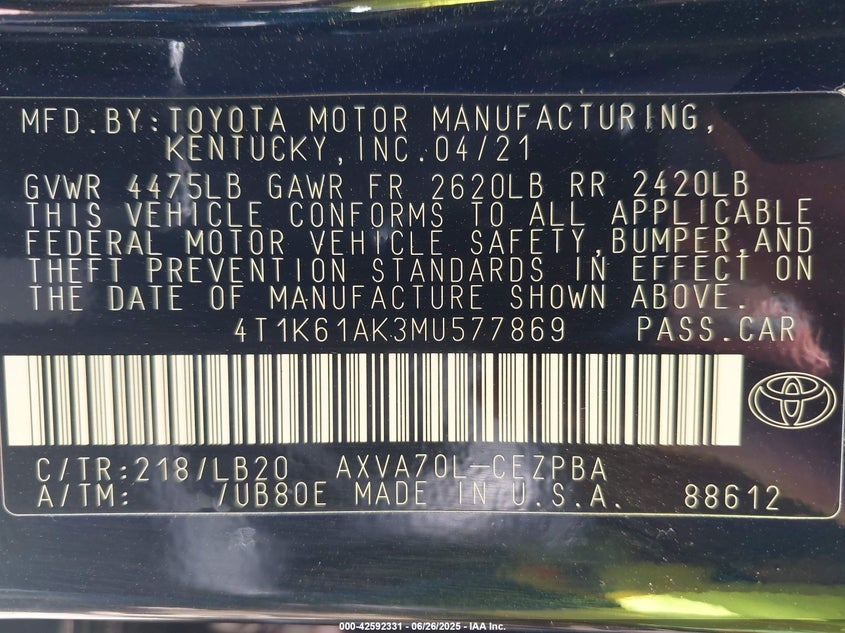 MFD.BY:TOYOTA MOTOR MANUFACTURING,
KENTUCKY,INC.04/21
GVWR 4475LB GAWR FR 2620LB RR 2420LB
THIS VEHICLE CONFORMS TO ALL APPLICABLE
FEDERAL MOTOR VEHICLE SAFETY,BUMPER,AND
THEFT PREVENTION STANDARDS IN EFFECT ON
THE DATE OF MANUFACTURE SHOWN ABOVE.
4T1K61AK3MU577869 PASS.CAR
C/TR:218/LB20 AXVA70L-CEZPBA
A/TM: /UB80E MADE IN U.S.A. 88612
000-42592331 - 06/26/2025 - IAA Inc.